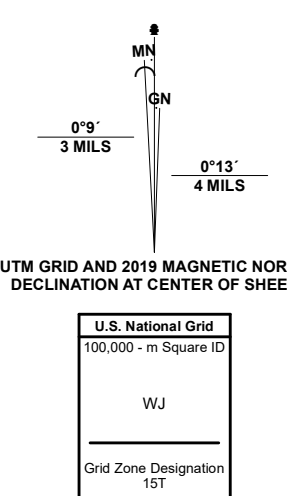 MN
GN
0°9´
3 MILS
0°13´
4 MILS
UTM GRID AND 2019 MAGNETIC NOR
DECLINATION AT CENTER OF SHEE
U.S. National Grid
100,000 - m Square ID
WJ
Grid Zone Designation
15T